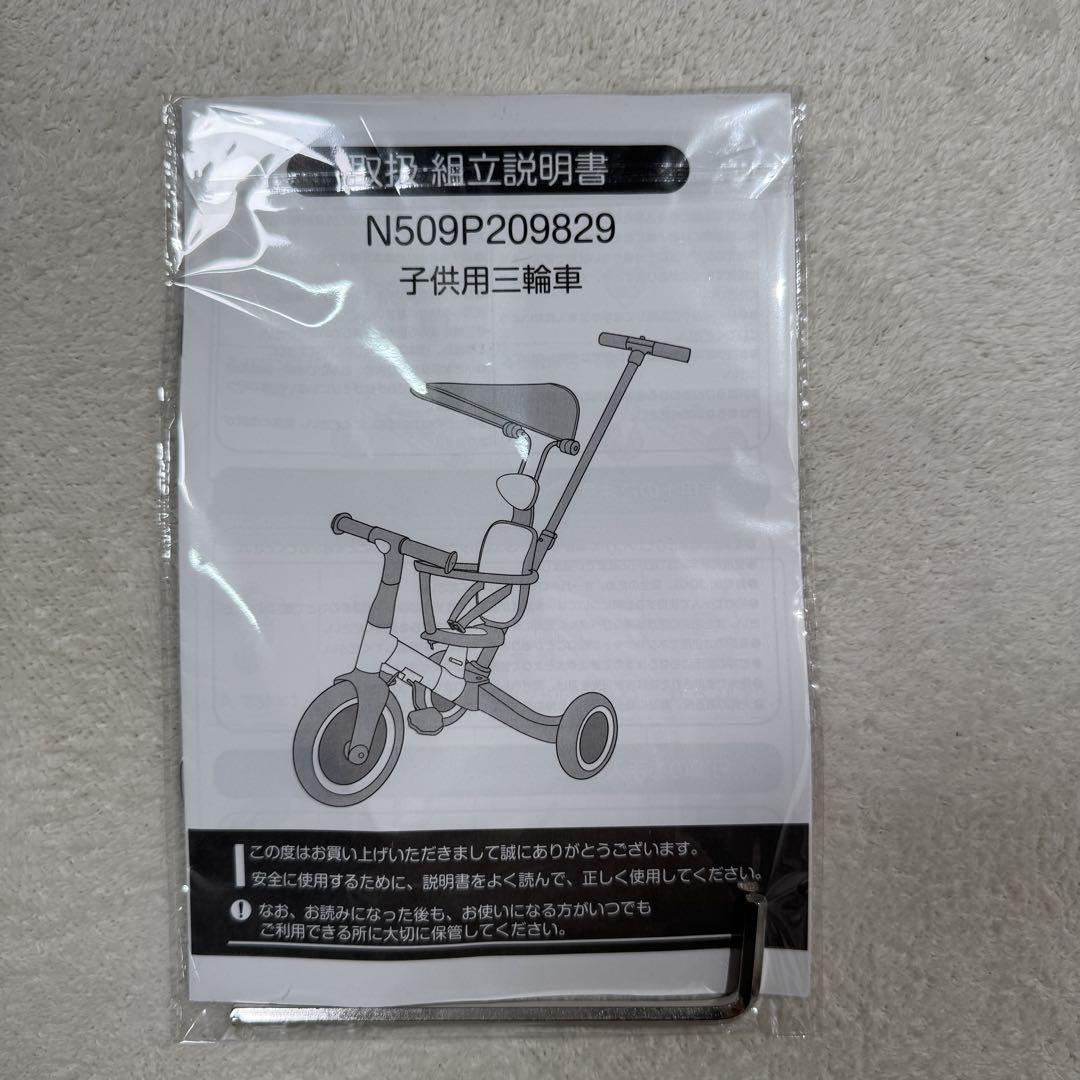 取扱・組立説明書
N509P209829
子供用三輪車
この度はお買い上げいただきまして誠にありがとうございます。
安全に使用するために、説明書をよく読んで、正しく使用してください。
なお、お読みになった後も、お使いになる方がいつでも
ご利用できる所に大切に保管してください。